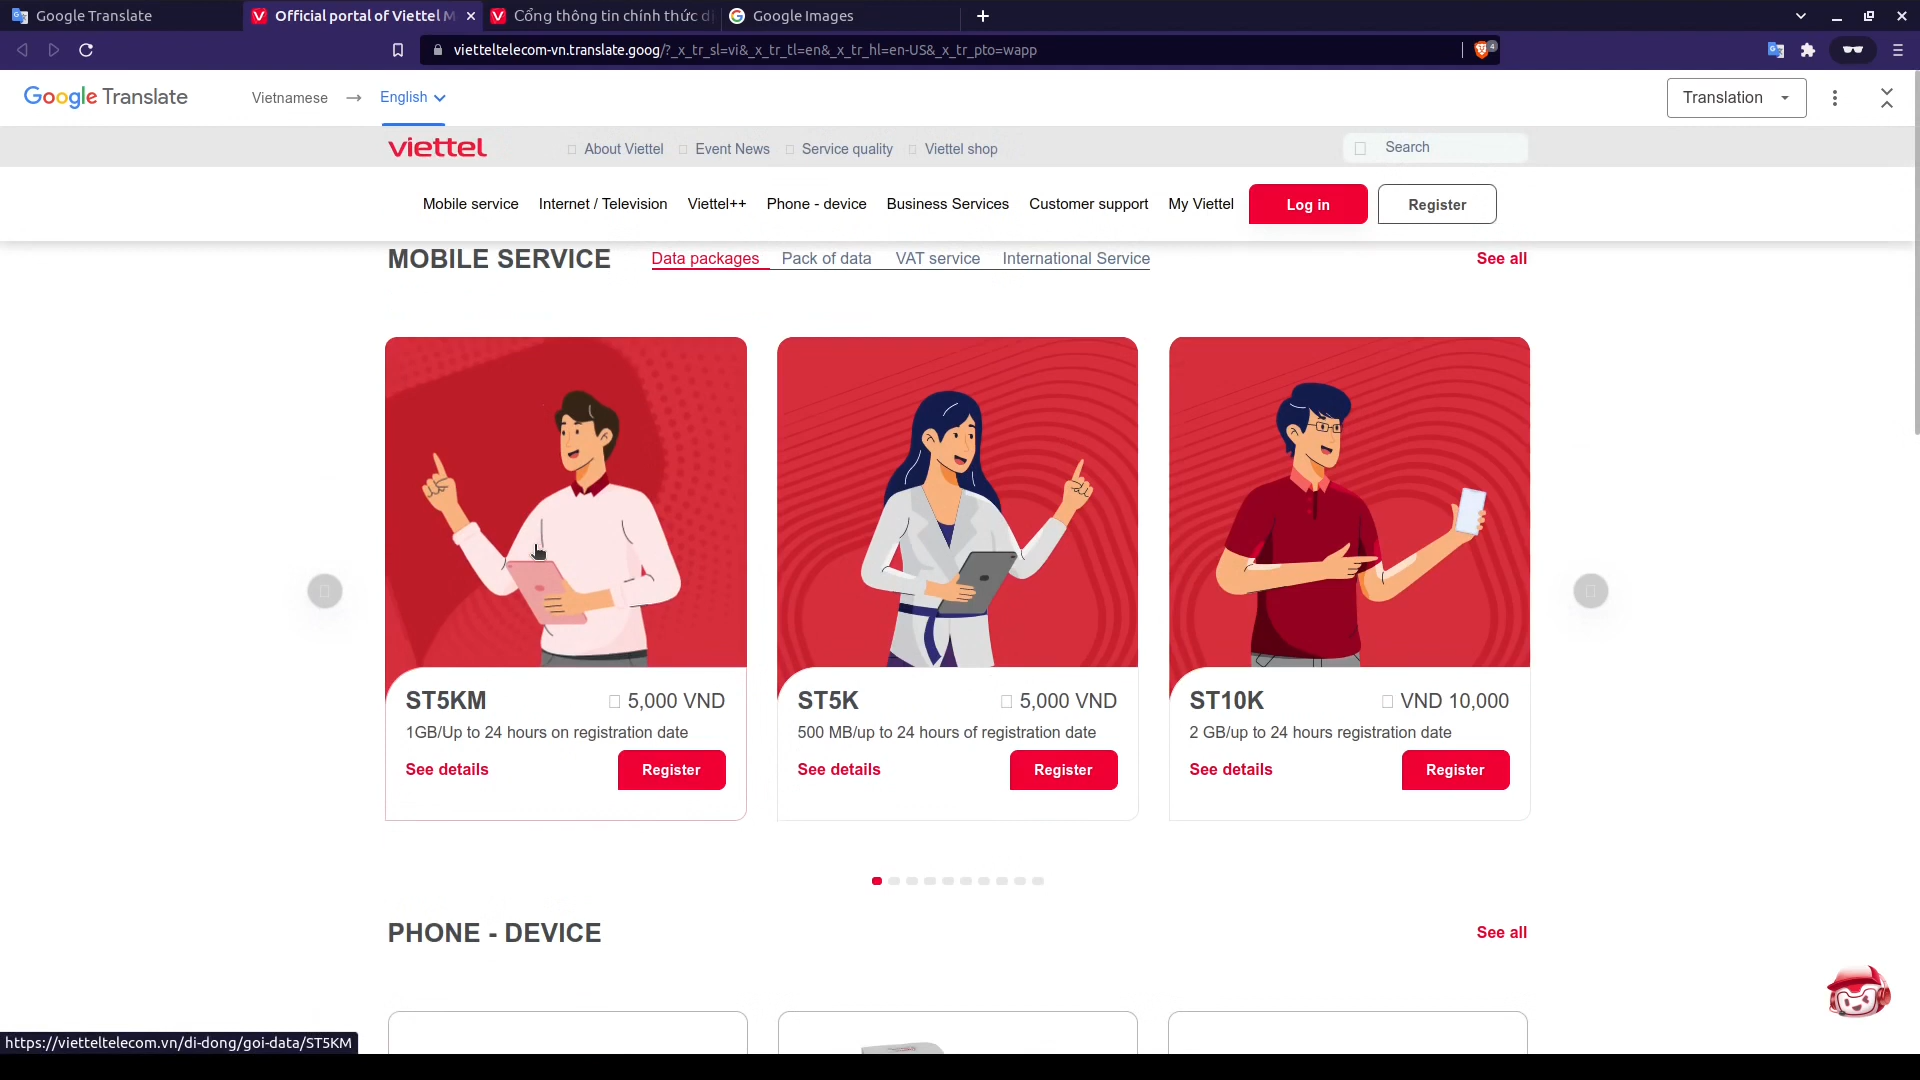 Google Translate
Official portal of Viettel M
Cổng thông tin chính thức d
Google Images
vietteltelecom-vn.translate.goog/?_x_tr_sl=vi&_x_tr_tl=en&_x_tr_hl=en-US&_x_tr_pto=wapp
4
Google Translate
Vietnamese → English
Translation
viettel
About Viettel
Event News
Service quality
Viettel shop
Search
Mobile service
Internet / Television
Viettel++
Phone - device
Business Services
Customer support
My Viettel
Log in
Register
MOBILE SERVICE
Data packages
Pack of data
VAT service
International Service
See all
ST5KM
5,000 VND
1GB/Up to 24 hours on registration date
See details
Register
ST5K
5,000 VND
500 MB/up to 24 hours of registration date
See details
Register
ST10K
VND 10,000
2 GB/up to 24 hours registration date
See details
Register
PHONE - DEVICE
See all
https://vietteltelecom.vn/di-dong/goi-data/ST5KM